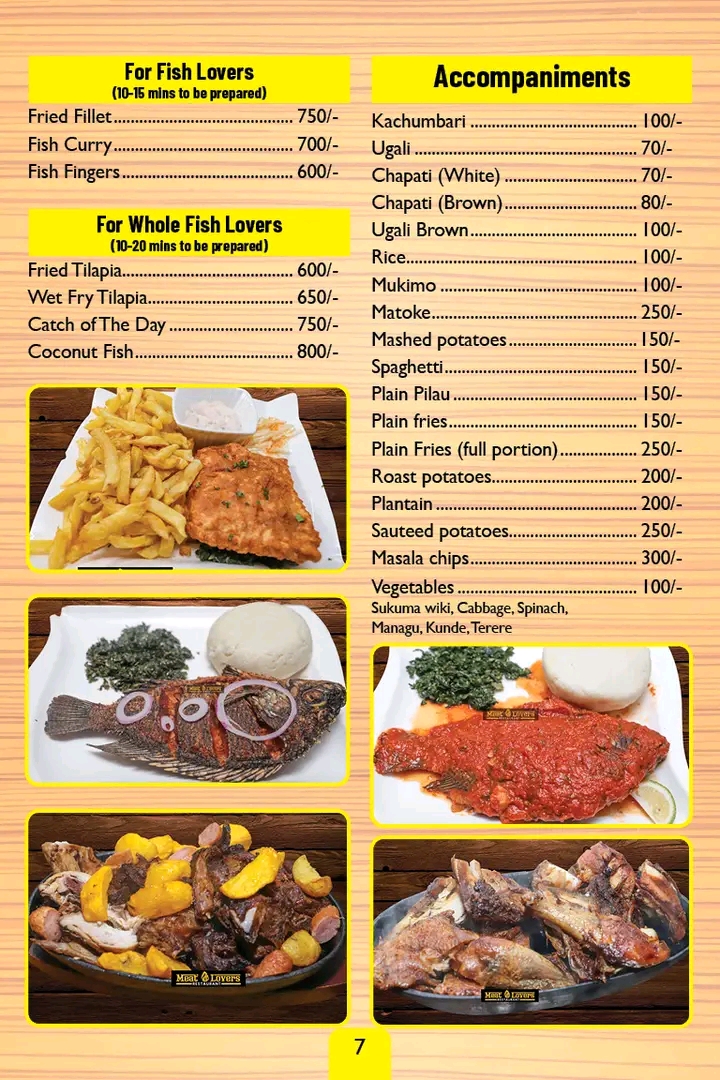 For Fish Lovers
(10-15 mins to be prepared)
Fried Fillet.......................................... 750/-
Fish Curry.......................................... 700/-
Fish Fingers........................................ 600/-
For Whole Fish Lovers
(10-20 mins to be prepared)
Fried Tilapia........................................ 600/-
Wet Fry Tilapia.................................. 650/-
Catch of The Day ............................. 750/-
Coconut Fish..................................... 800/-
Accompaniments
Kachumbari ....................................... 100/-
Ugali .................................................... 70/-
Chapati (White) ............................... 70/-
Chapati (Brown)............................... 80/-
Ugali Brown....................................... 100/-
Rice...................................................... 100/-
Mukimo ............................................... 100/-
Matoke................................................ 250/-
Mashed potatoes .............................. 150/-
Spaghetti............................................. 150/-
Plain Pilau ........................................... 150/-
Plain fries............................................ 150/-
Plain Fries (full portion).................. 250/-
Roast potatoes.................................. 200/-
Plantain ............................................... 200/-
Sauteed potatoes.............................. 250/-
Masala chips....................................... 300/-
Vegetables .......................................... 100/-
Sukuma wiki, Cabbage, Spinach,
Managu, Kunde, Terere
Meat Lovers
Meat Lovers
Meat Lovers
RESTAURANT
Meat Lovers
7